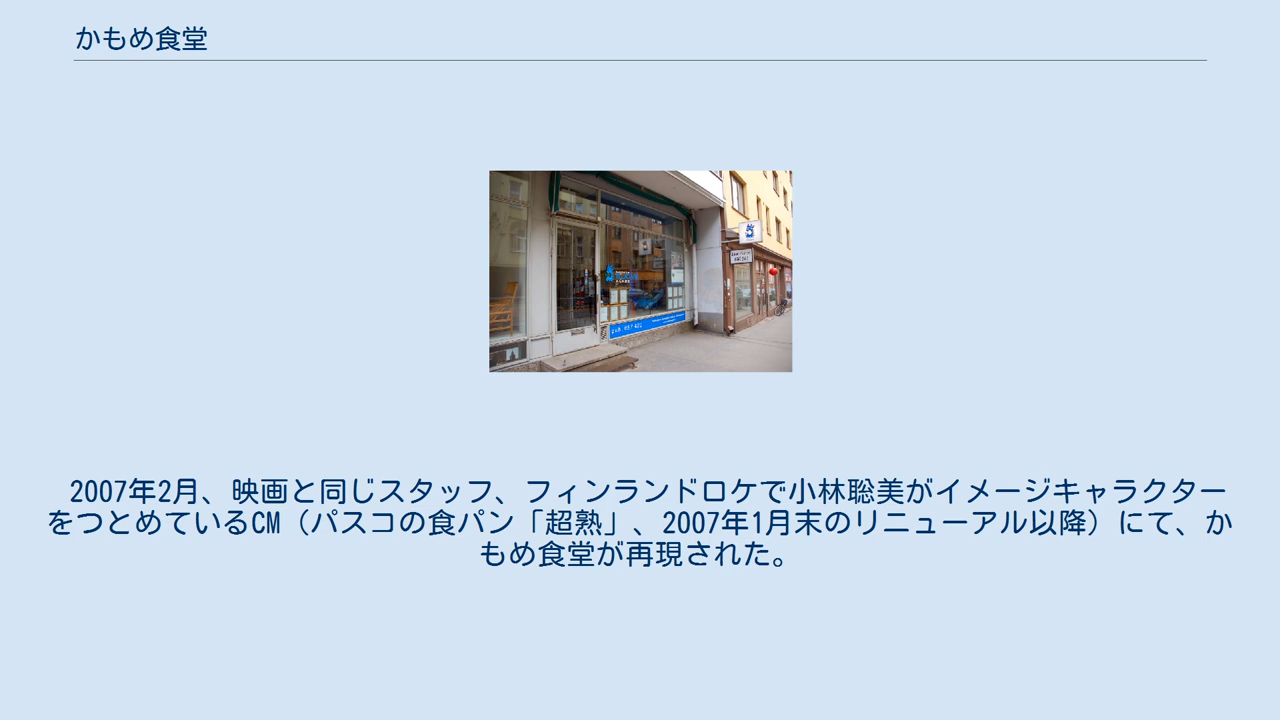 かもめ食堂
2007年2月、映画と同じスタッフ、フィンランドロケで小林聡美がイメージキャラクター
をつとめているCM（パスコの食パン「超熟」、2007年1月末のリニューアル以降）にて、か
もめ食堂が再現された。